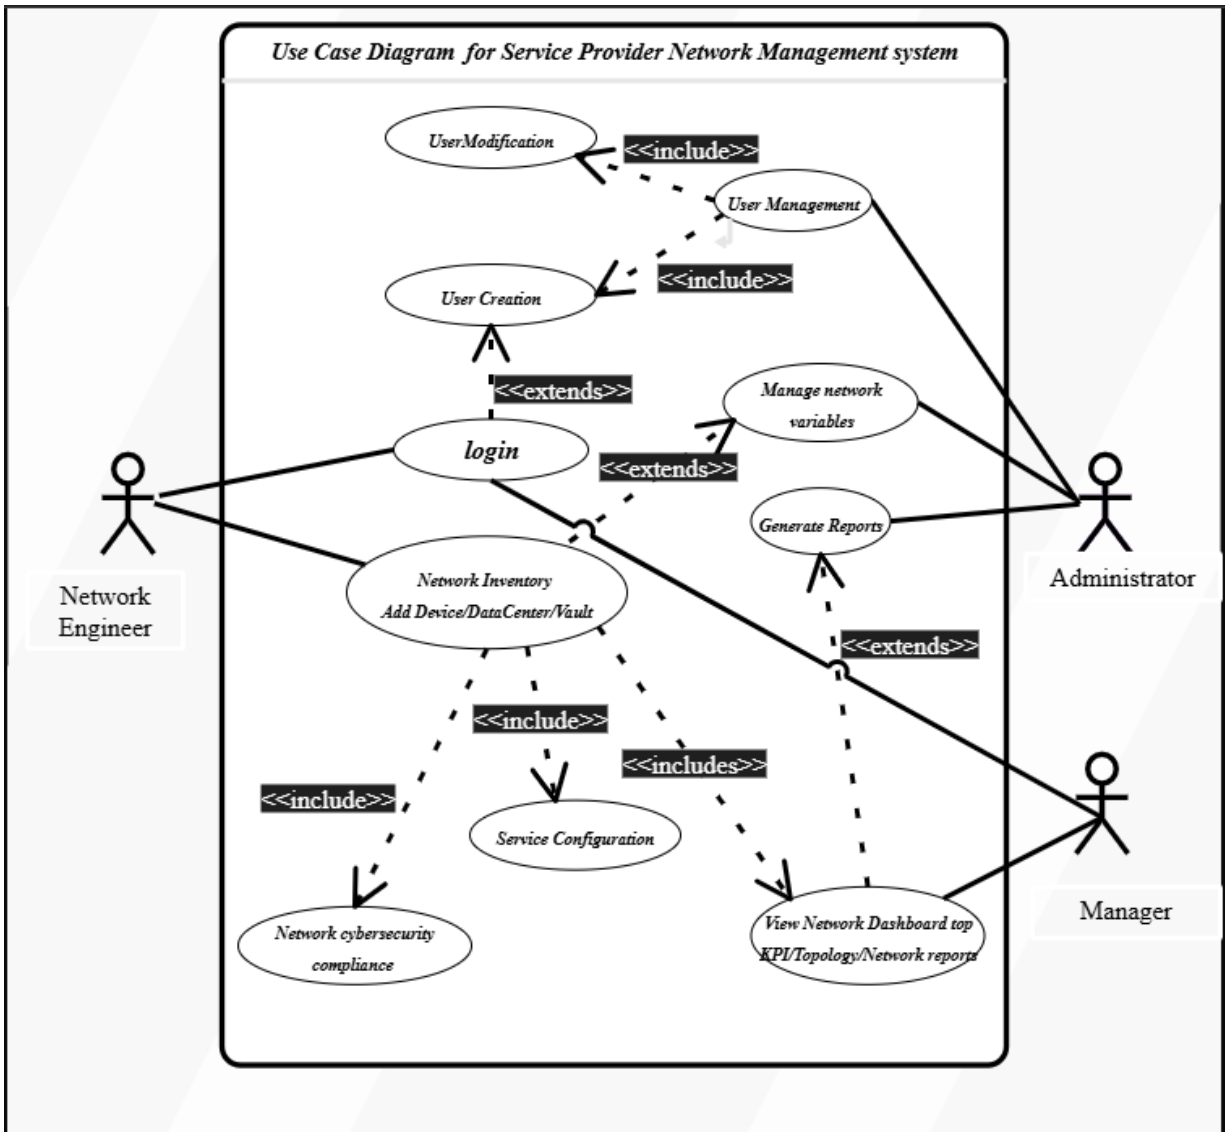 Use Case Diagram for Service Provider Network Management system
UserModification
<<include>>
User Management
<<include>>
User Creation
<<extends>>
Manage network
variables
login
<<extends>>
Generate Reports
Network
Engineer
Administrator
Network Inventory
Add Device/DataCenter/Vault
<<extends>>
<<include>>
<<includes>>
<<include>>
Service Configuration
Manager
View Network Dashboard top
KPI/Topology/Network reports
Network cybersecurity
compliance